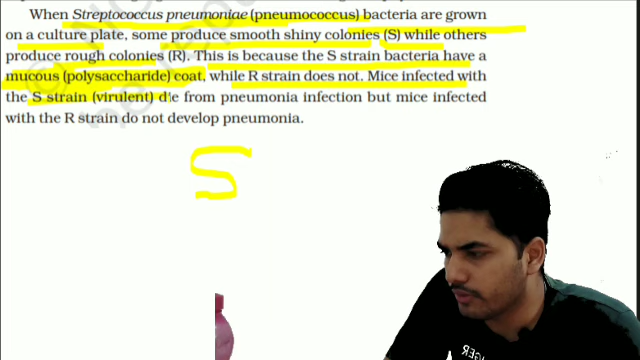 When Streptococcus pneumoniae (pneumococcus) bacteria are grown
on a culture plate, some produce smooth shiny colonies (S) while others
produce rough colonies (R). This is because the S strain bacteria have a
mucous (polysaccharide) coat, while R strain does not. Mice infected with
the S strain (virulent) die from pneumonia infection but mice infected
with the R strain do not develop pneumonia.
S